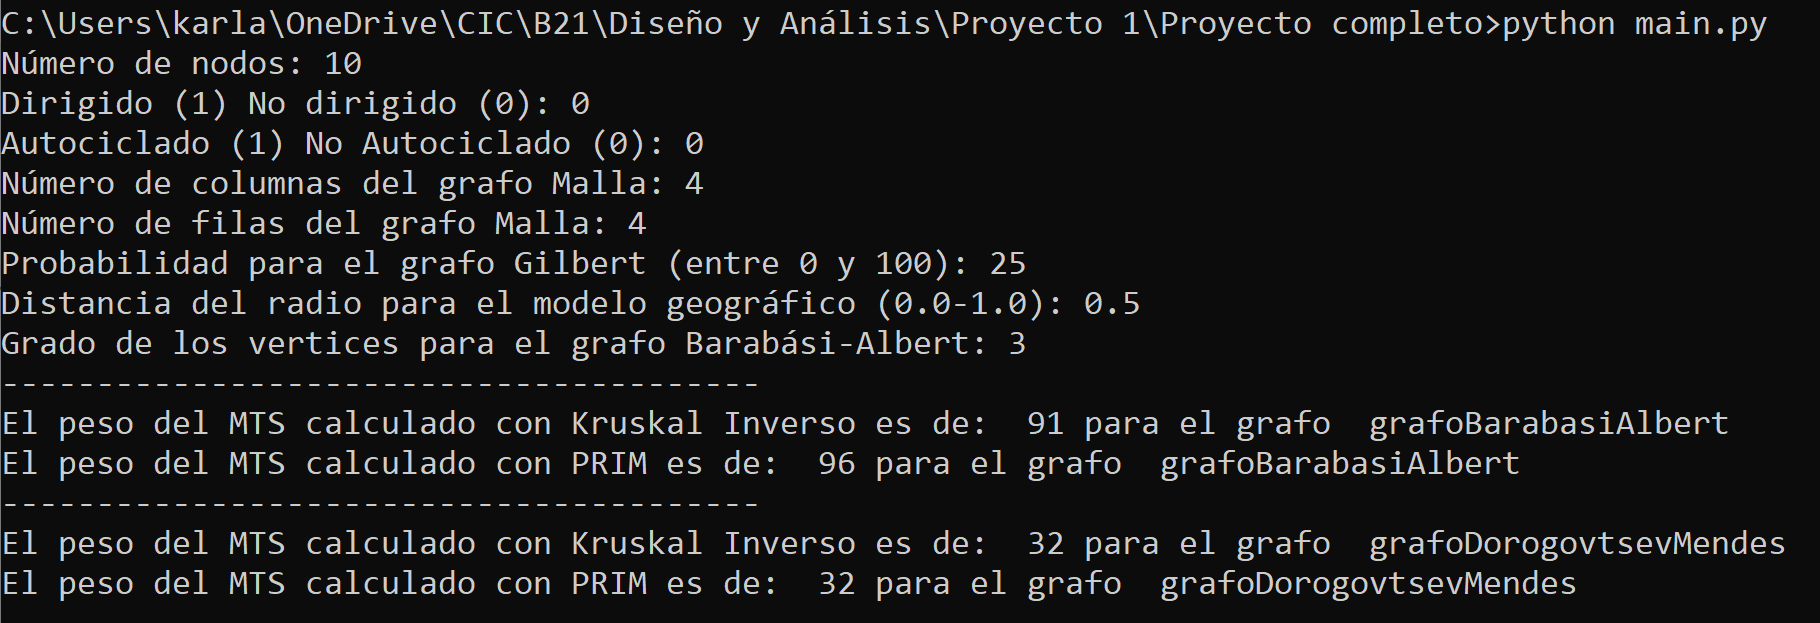 C:\Users\karla\OneDrive\CIC\B21\Diseño y Análisis\Proyecto 1\Proyecto completo>python main.py
Número de nodos: 10
Dirigido (1) No dirigido (0): 0
Autociclado (1) No Autociclado (0): 0
Número de columnas del grafo Malla: 4
Número de filas del grafo Malla: 4
Probabilidad para el grafo Gilbert (entre 0 y 100): 25
Distancia del radio para el modelo geográfico (0.0-1.0): 0.5
Grado de los vertices para el grafo Barabási-Albert: 3
----------------------------------------
El peso del MTS calculado con Kruskal Inverso es de:  91 para el grafo  grafoBarabasiAlbert
El peso del MTS calculado con PRIM es de:  96 para el grafo  grafoBarabasiAlbert
----------------------------------------
El peso del MTS calculado con Kruskal Inverso es de:  32 para el grafo  grafoDorogovtsevMendes
El peso del MTS calculado con PRIM es de:  32 para el grafo  grafoDorogovtsevMendes